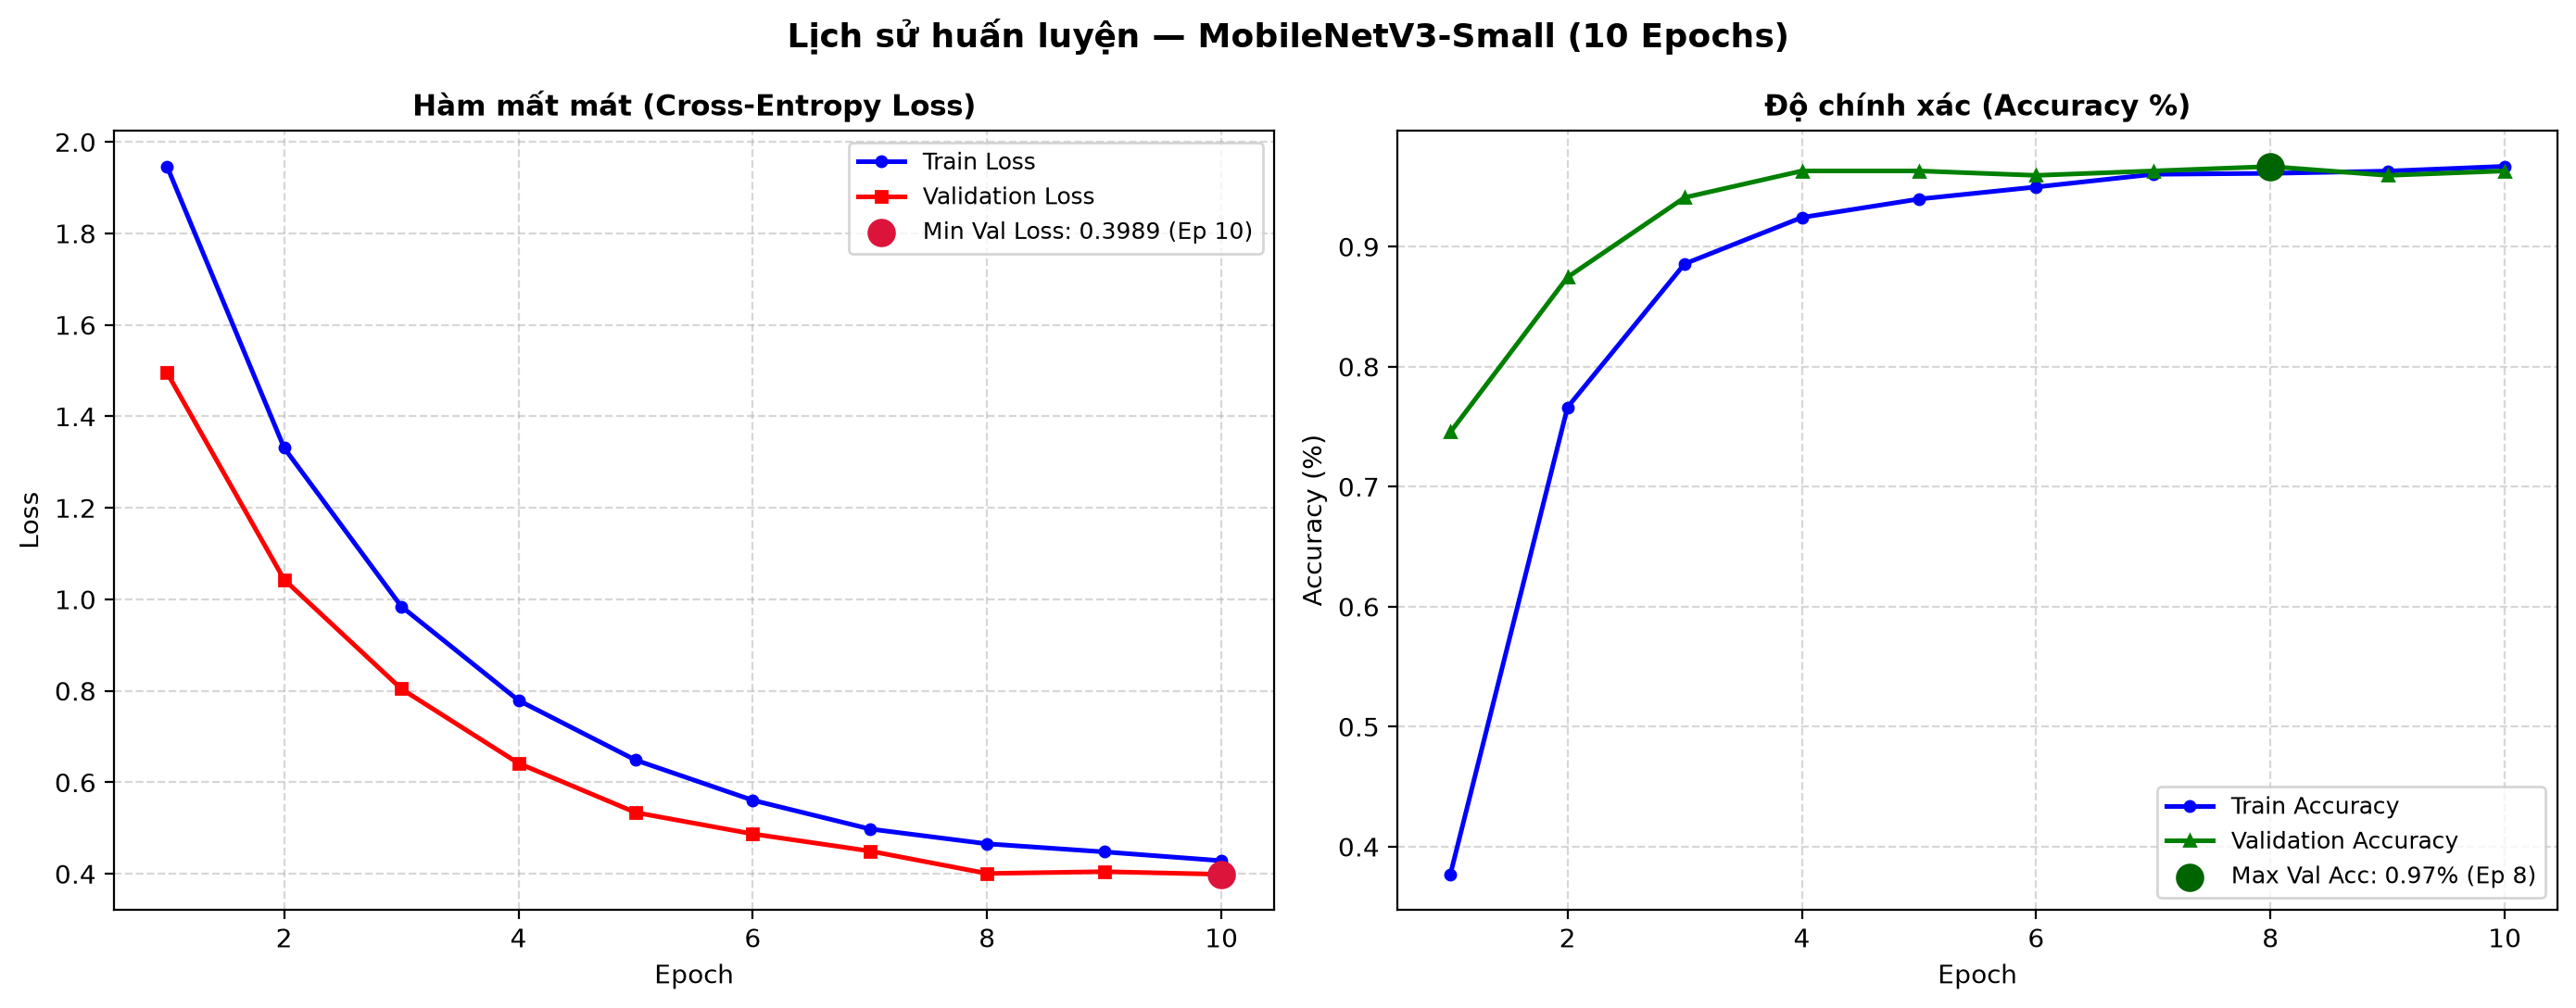 Lịch sử huấn luyện — MobileNetV3-Small (10 Epochs)
Hàm mất mát (Cross-Entropy Loss)
2.0
1.8
1.6
1.4
1.2
1.0
0.8
0.6
0.4
Loss
Train Loss
Validation Loss
Min Val Loss: 0.3989 (Ep 10)
2 4 6 8 10
Epoch
Độ chính xác (Accuracy %)
0.9
0.8
0.7
0.6
0.5
0.4
Accuracy (%)
Train Accuracy
Validation Accuracy
Max Val Acc: 0.97% (Ep 8)
2 4 6 8 10
Epoch